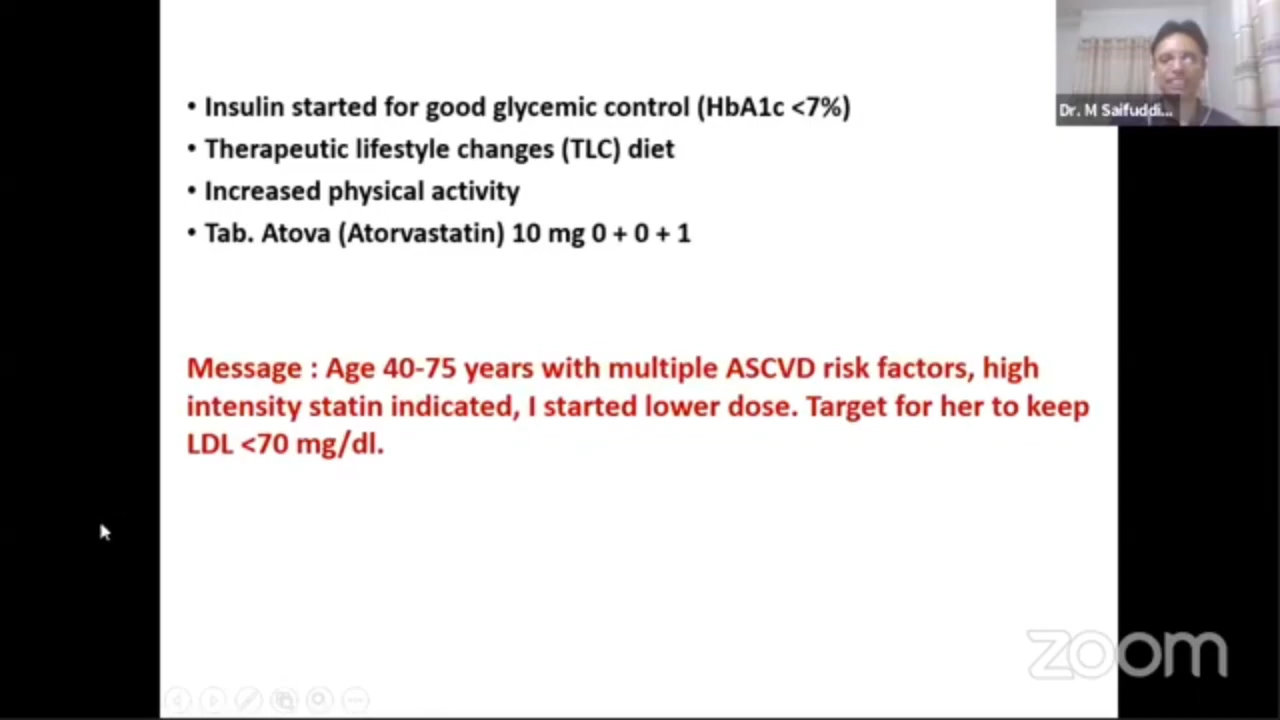 • Insulin started for good glycemic control (HbA1c <7%)
• Therapeutic lifestyle changes (TLC) diet
• Increased physical activity
• Tab. Atova (Atorvastatin) 10 mg 0 + 0 + 1
Message : Age 40-75 years with multiple ASCVD risk factors, high
intensity statin indicated, I started lower dose. Target for her to keep
LDL <70 mg/dl.
Dr. M Saifuddi...
zoom